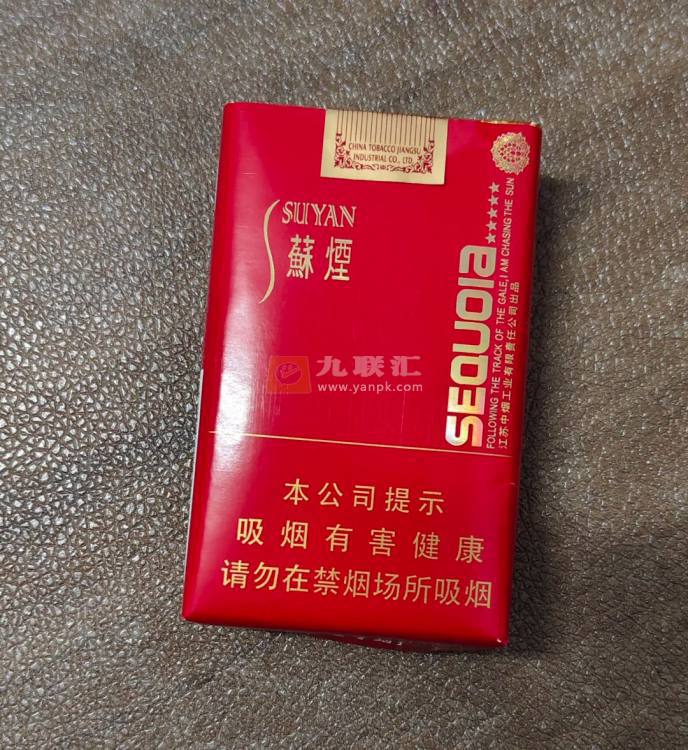 CHINA TOBACCO JIANGSU
INDUSTRIAL CO., LTD.
SUYAN
蘇煙
SEQUOIA
FOLLOWING THE TRACK OF THE GALE,I AM CHASING THE SUN
江苏中烟工业有限责任公司出品
九联汇
www.yanpk.com
本公司提示
吸烟有害健康
请勿在禁烟场所吸烟